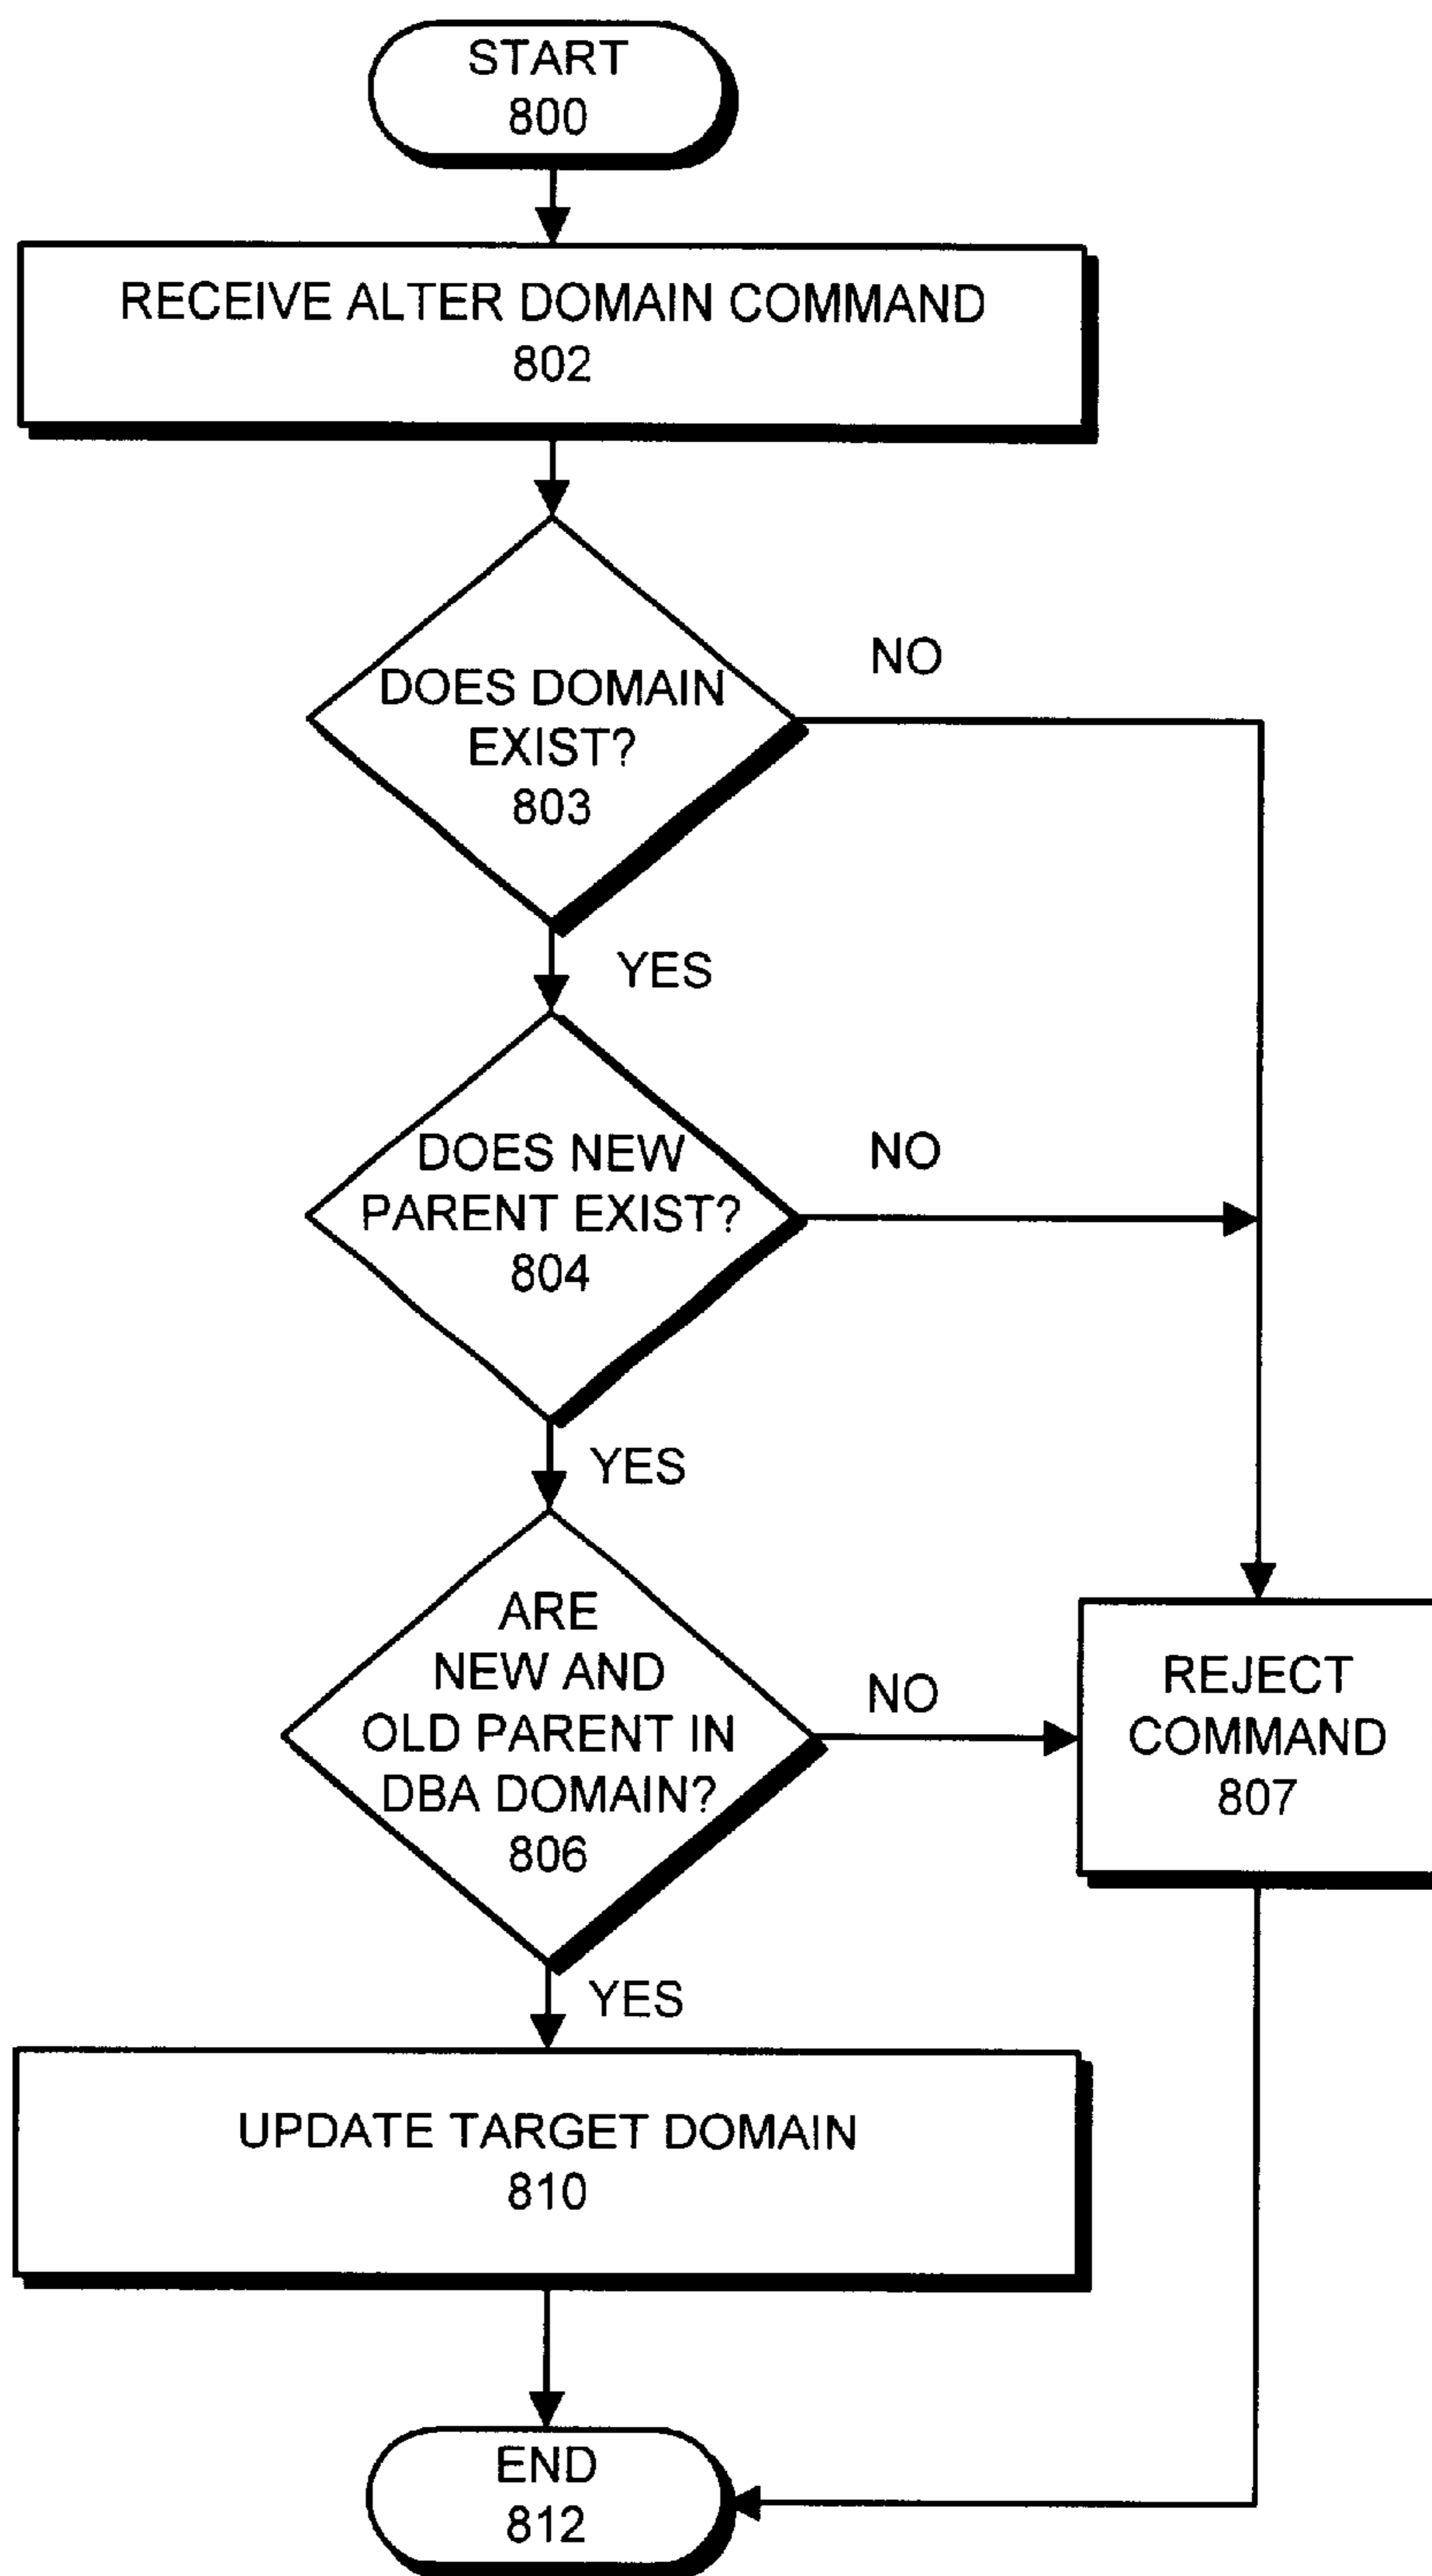 START
800
RECEIVE ALTER DOMAIN COMMAND
802
DOES DOMAIN
EXIST?
803
NO
YES
DOES NEW
PARENT EXIST?
804
NO
YES
ARE
NEW AND
OLD PARENT IN
DBA DOMAIN?
806
NO
REJECT
COMMAND
807
YES
UPDATE TARGET DOMAIN
810
END
812